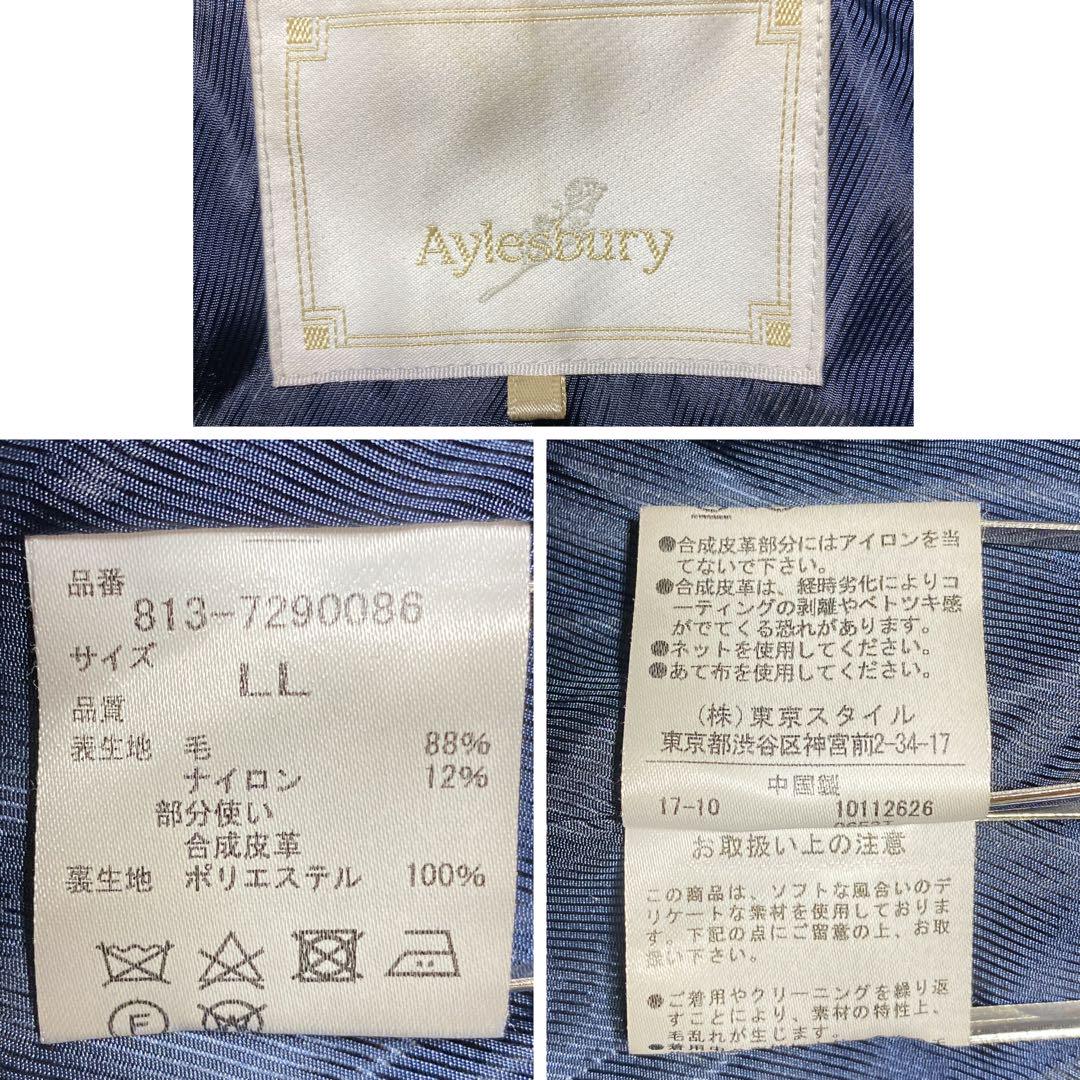 Aylesbury
品番
813-7290086
サイズ
LL
品質
表生地 毛 88%
ナイロン 12%
部分使い
合成皮革
裏生地 ポリエステル 100%
F
W
●合成皮革部分にはアイロンを当
てないで下さい。
●合成皮革は、経時劣化によりコ
ーティングの剥離やベトツキ感
がでてくる恐れがあります。
●ネットを使用してください。
●あて布を使用してください。
(株)東京スタイル
東京都渋谷区神宮前2-34-17
中国製
17-10 10112626
お取扱い上の注意
この商品は、ソフトな風合いのデ
リケートな素材を使用しておりま
す。下記の点にご留意の上、お取
扱い下さい。
●ご着用やクリーニングを繰り返
すことにより、素材の特性上、
毛乱れが生じます。